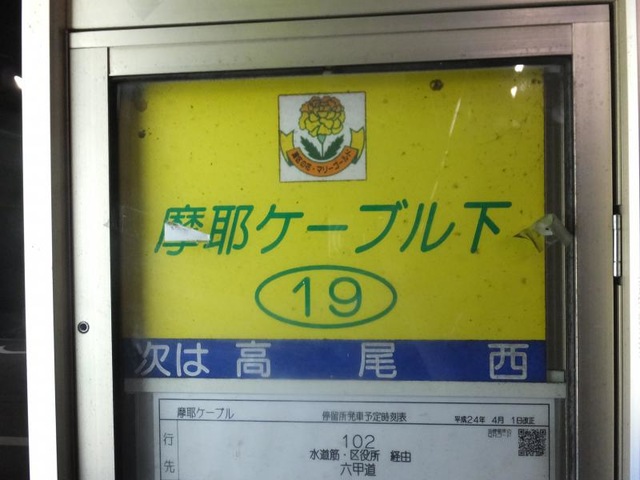 摩耶ケーブル下
19
次は 高尾西
摩耶ケーブル 停留所発車予定時刻表 平成24年 4月 1日改正
行先
102
水道筋・区役所 経由
六甲道